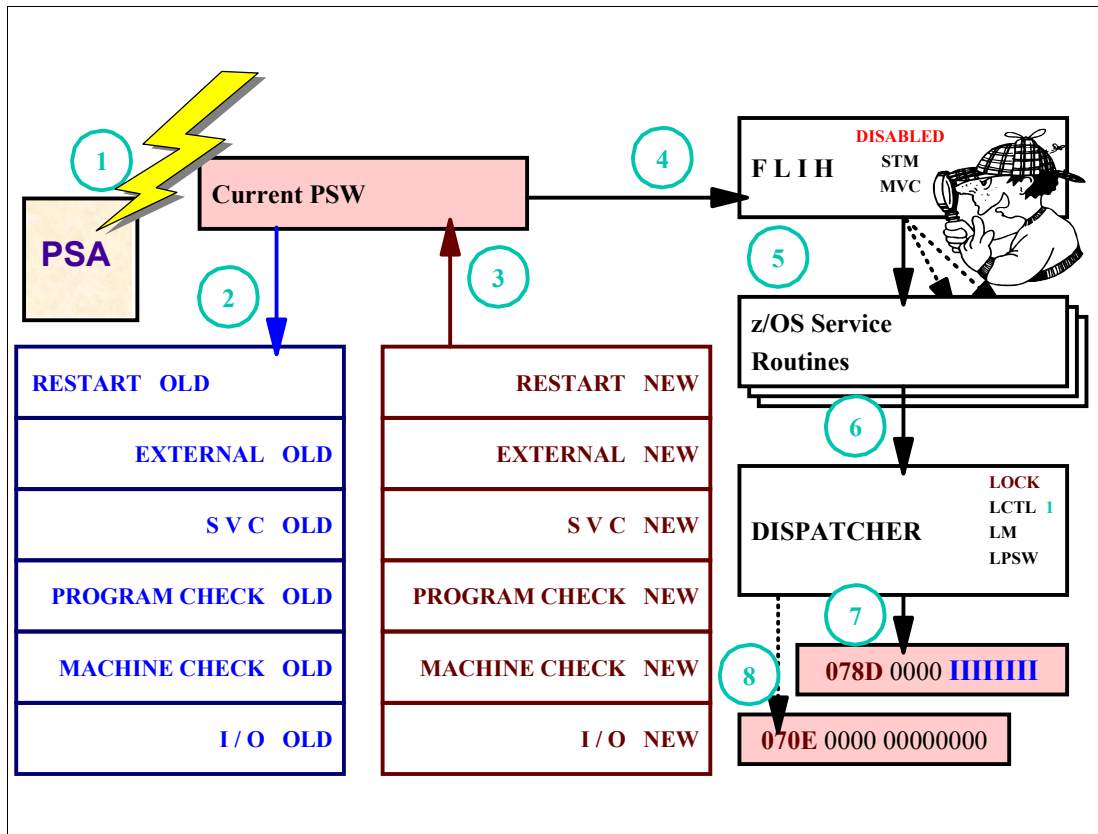 1
PSA
Current PSW
2
3
4
F L I H
DISABLED
STM
MVC
5
z/OS Service
Routines
6
DISPATCHER
LOCK
LCTL 1
LM
LPSW
7
8
078D 0000 IIIIIIII
070E 0000 00000000
RESTART OLD
EXTERNAL OLD
S V C OLD
PROGRAM CHECK OLD
MACHINE CHECK OLD
I / O OLD
RESTART NEW
EXTERNAL NEW
S V C NEW
PROGRAM CHECK NEW
MACHINE CHECK NEW
I / O NEW